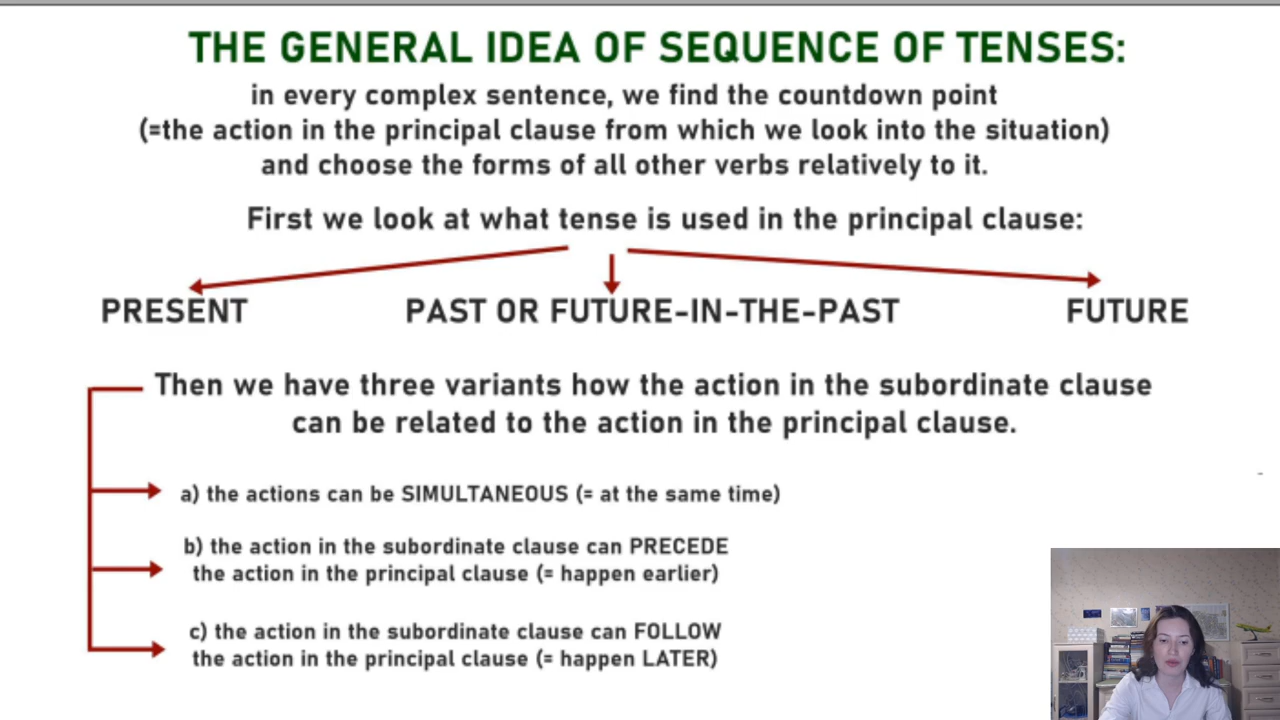 THE GENERAL IDEA OF SEQUENCE OF TENSES:
in every complex sentence, we find the countdown point
(=the action in the principal clause from which we look into the situation)
and choose the forms of all other verbs relatively to it.
First we look at what tense is used in the principal clause:
PRESENT
PAST OR FUTURE-IN-THE-PAST
FUTURE
Then we have three variants how the action in the subordinate clause
can be related to the action in the principal clause.
a) the actions can be SIMULTANEOUS (= at the same time)
b) the action in the subordinate clause can PRECEDE
the action in the principal clause (= happen earlier)
c) the action in the subordinate clause can FOLLOW
the action in the principal clause (= happen LATER)